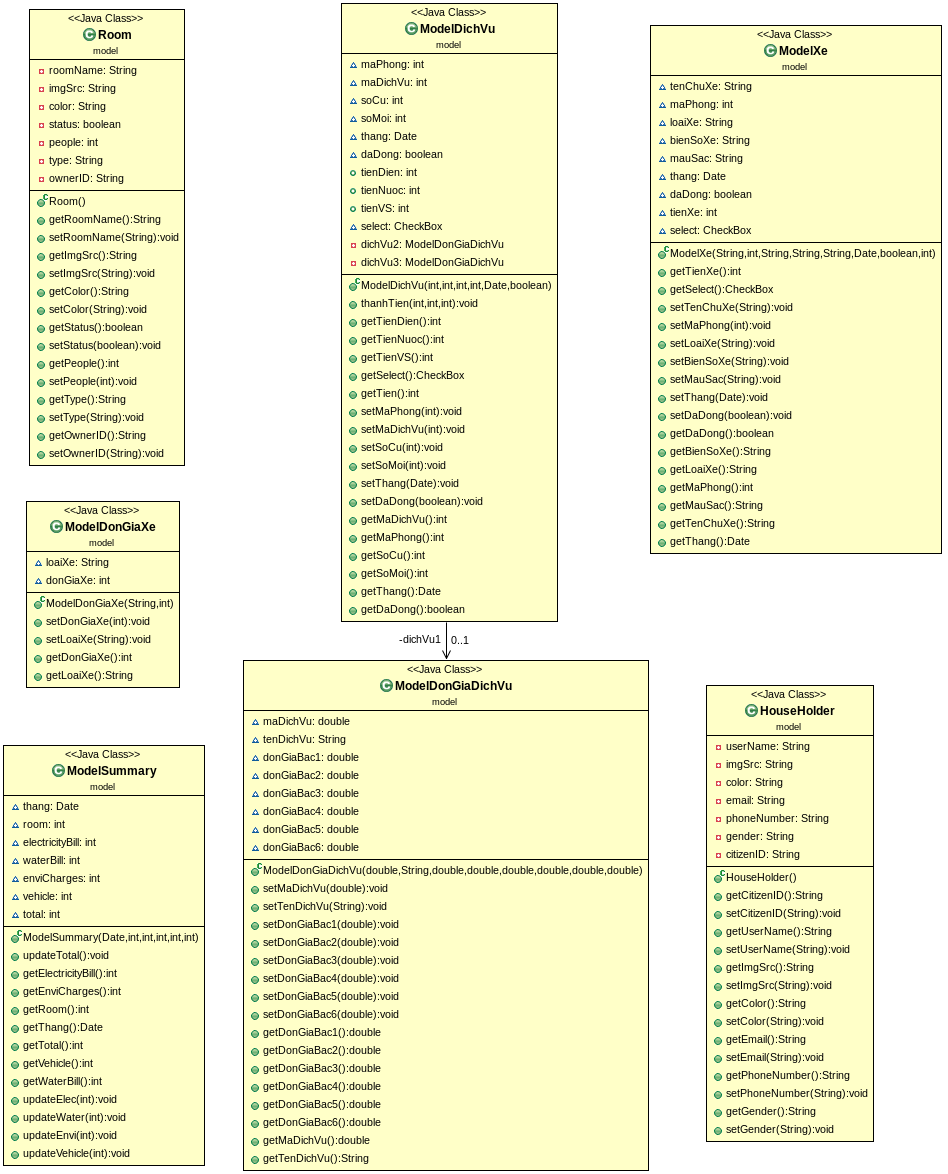 <<Java Class>>
Room
model
roomName: String
imgSrc: String
color: String
status: boolean
people: int
type: String
ownerID: String
Room()
getRoomName():String
setRoomName(String):void
getImgSrc():String
setImgSrc(String):void
getColor():String
setColor(String):void
getStatus():boolean
setStatus(boolean):void
getPeople():int
setPeople(int):void
getType():String
setType(String):void
getOwnerID():String
setOwnerID(String):void
<<Java Class>>
ModelDichVu
model
maPhong: int
maDichVu: int
soCu: int
soMoi: int
thang: Date
daDong: boolean
tienDien: int
tienNuoc: int
tienVS: int
select: CheckBox
dichVu2: ModelDonGiaDichVu
dichVu3: ModelDonGiaDichVu
ModelDichVu(int,int,int,int,Date,boolean)
thanhTien(int,int,int):void
getTienDien():int
getTienNuoc():int
getTienVS():int
getSelect():CheckBox
getTien():int
setMaPhong(int):void
setMaDichVu(int):void
setSoCu(int):void
setSoMoi(int):void
setThang(Date):void
setDaDong(boolean):void
getMaDichVu():int
getMaPhong():int
getSoCu():int
getSoMoi():int
getThang():Date
getDaDong():boolean
<<Java Class>>
ModelXe
model
tenChuXe: String
maPhong: int
loaiXe: String
bienSoXe: String
mauSac: String
thang: Date
daDong: boolean
tienXe: int
select: CheckBox
ModelXe(String,int,String,String,String,Date,boolean,int)
getTienXe():int
getSelect():CheckBox
setTenChuXe(String):void
setMaPhong(int):void
setLoaiXe(String):void
setBienSoXe(String):void
setMauSac(String):void
setThang(Date):void
setDaDong(boolean):void
getDaDong():boolean
getBienSoXe():String
getLoaiXe():String
getMaPhong():int
getMauSac():String
getTenChuXe():String
getThang():Date
<<Java Class>>
ModelDonGiaXe
model
loaiXe: String
donGiaXe: int
ModelDonGiaXe(String,int)
setDonGiaXe(int):void
setLoaiXe(String):void
getDonGiaXe():int
getLoaiXe():String
-dichVu1 0..1
<<Java Class>>
ModelDonGiaDichVu
model
maDichVu: double
tenDichVu: String
donGiaBac1: double
donGiaBac2: double
donGiaBac3: double
donGiaBac4: double
donGiaBac5: double
donGiaBac6: double
ModelDonGiaDichVu(double,String,double,double,double,double,double,double)
setMaDichVu(double):void
setTenDichVu(String):void
setDonGiaBac1(double):void
setDonGiaBac2(double):void
setDonGiaBac3(double):void
setDonGiaBac4(double):void
setDonGiaBac5(double):void
setDonGiaBac6(double):void
getDonGiaBac1():double
getDonGiaBac2():double
getDonGiaBac3():double
getDonGiaBac4():double
getDonGiaBac5():double
getDonGiaBac6():double
getMaDichVu():double
getTenDichVu():String
<<Java Class>>
HouseHolder
model
userName: String
imgSrc: String
color: String
email: String
phoneNumber: String
gender: String
citizenID: String
HouseHolder()
getCitizenID():String
setCitizenID(String):void
getUserName():String
setUserName(String):void
getImgSrc():String
setImgSrc(String):void
getColor():String
setColor(String):void
getEmail():String
setEmail(String):void
getPhoneNumber():String
setPhoneNumber(String):void
getGender():String
setGender(String):void
<<Java Class>>
ModelSummary
model
thang: Date
room: int
electricityBill: int
waterBill: int
enviCharges: int
vehicle: int
total: int
ModelSummary(Date,int,int,int,int,int)
updateTotal():void
getElectricityBill():int
getEnviCharges():int
getRoom():int
getThang():Date
getTotal():int
getVehicle():int
getWaterBill():int
updateElec(int):void
updateWater(int):void
updateEnvi(int):void
updateVehicle(int):void